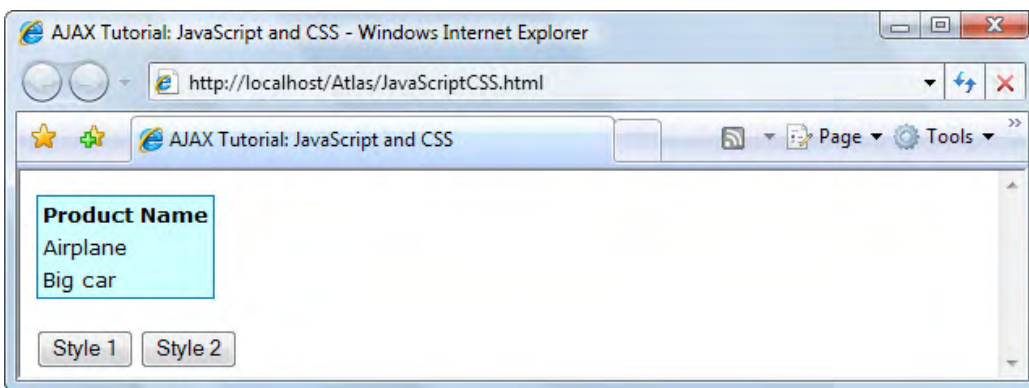 AJAX Tutorial: JavaScript and CSS - Windows Internet Explorer
http://localhost/Atlas/JavaScriptCSS.html
AJAX Tutorial: JavaScript and CSS
Page
Tools
Product Name
Airplane
Big car
Style 1
Style 2